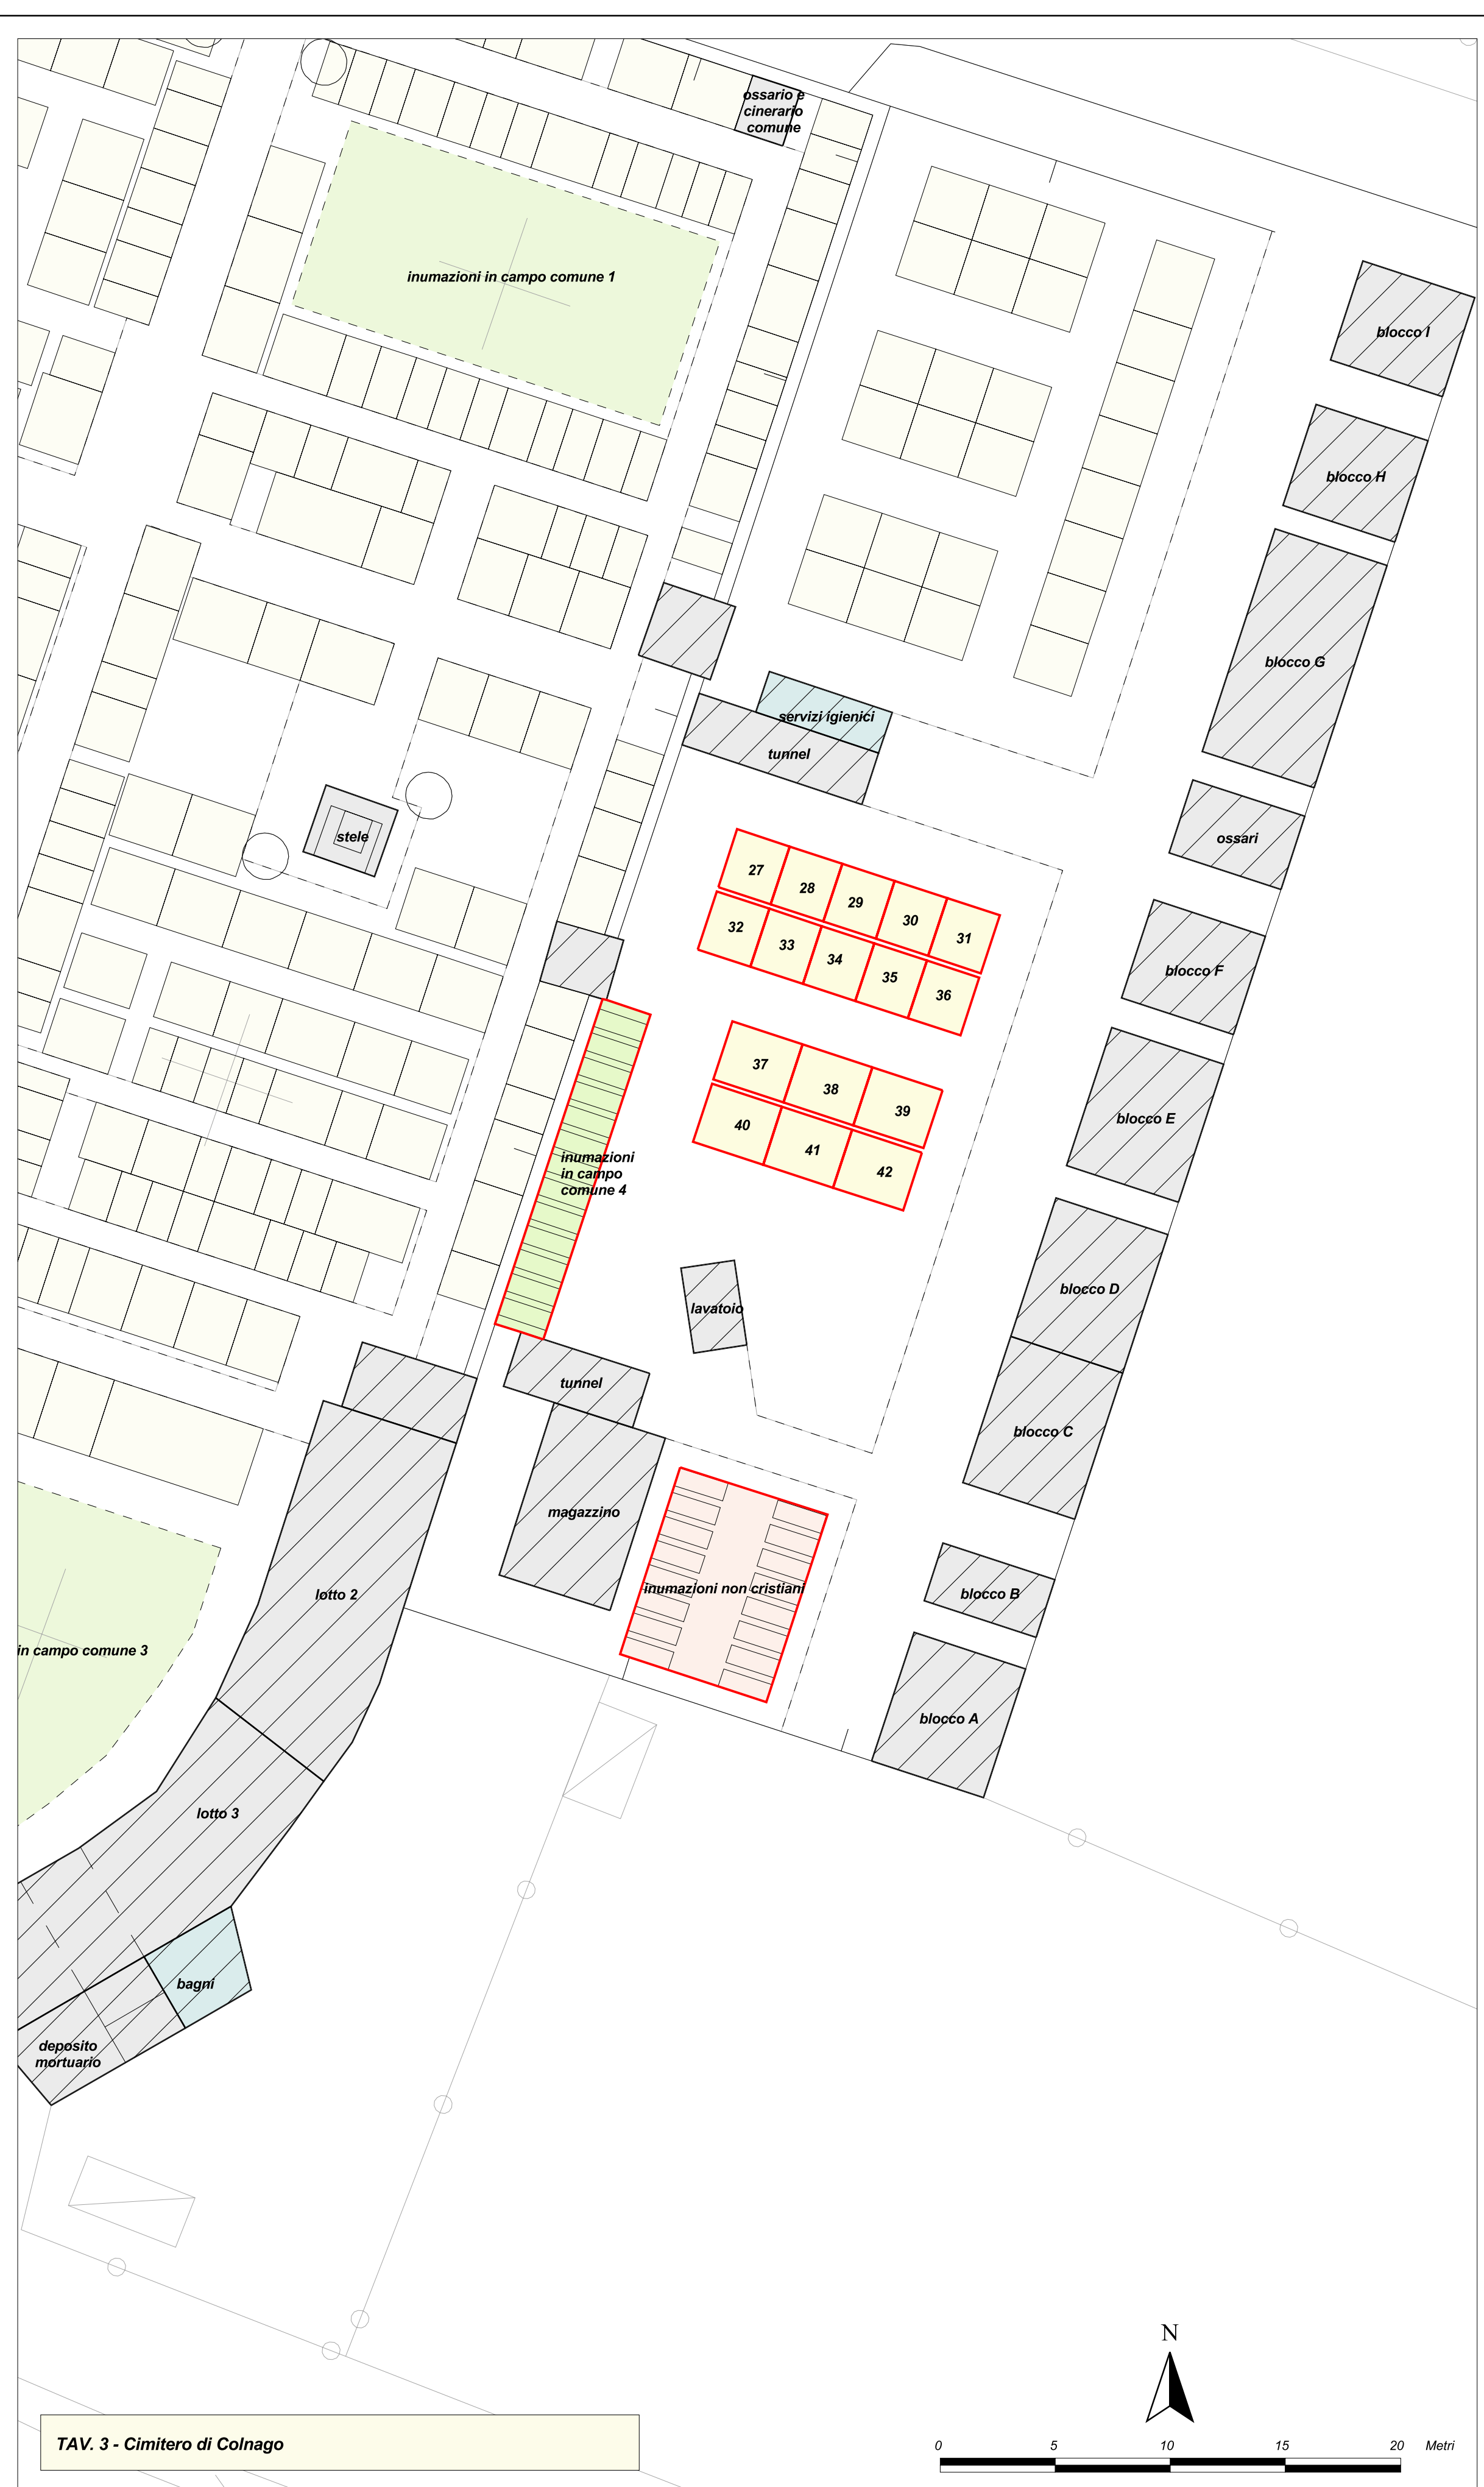 ossario e
cinerario
comune
inumazioni in campo comune 1
blocco I
blocco H
blocco G
servizi igienici
tunnel
stele
ossari
27
28
29
30
31
32
33
34
35
36
blocco F
37
38
39
40
41
42
blocco E
inumazioni
in campo
comune 4
blocco D
lavatoio
tunnel
blocco C
magazzino
inumazioni non cristiani
lotto 2
blocco B
in campo comune 3
blocco A
lotto 3
bagni
deposito
mortuario
N
TAV. 3 - Cimitero di Colnago
0 5 10 15 20 Metri